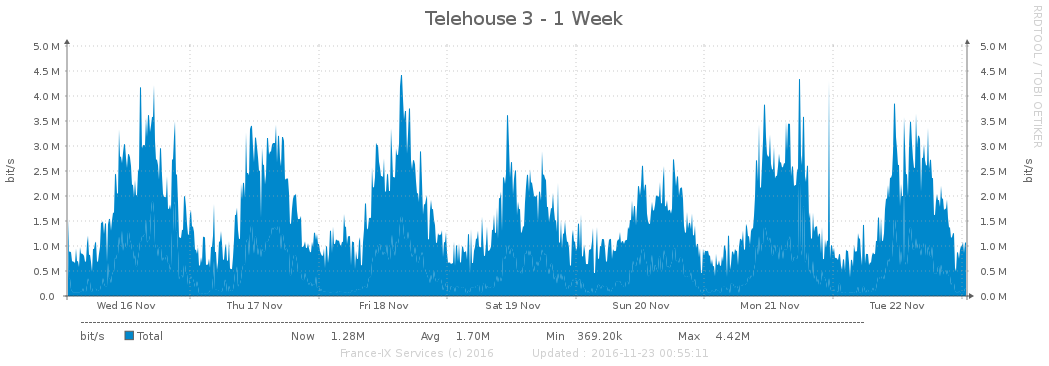 Telehouse 3 - 1 Week
RRDTOOL / TOBI OETIKER
bit/s
5.0 M
4.5 M
4.0 M
3.5 M
3.0 M
2.5 M
2.0 M
1.5 M
1.0 M
0.5 M
0.0
5.0 M
4.5 M
4.0 M
3.5 M
3.0 M
2.5 M
2.0 M
1.5 M
1.0 M
0.5 M
0.0 M
bit/s
Wed 16 Nov Thu 17 Nov Fri 18 Nov Sat 19 Nov Sun 20 Nov Mon 21 Nov Tue 22 Nov
bit/s Total Now 1.28M Avg 1.70M Min 369.20k Max 4.42M
France-IX Services (c) 2016 Updated : 2016-11-23 00:55:11